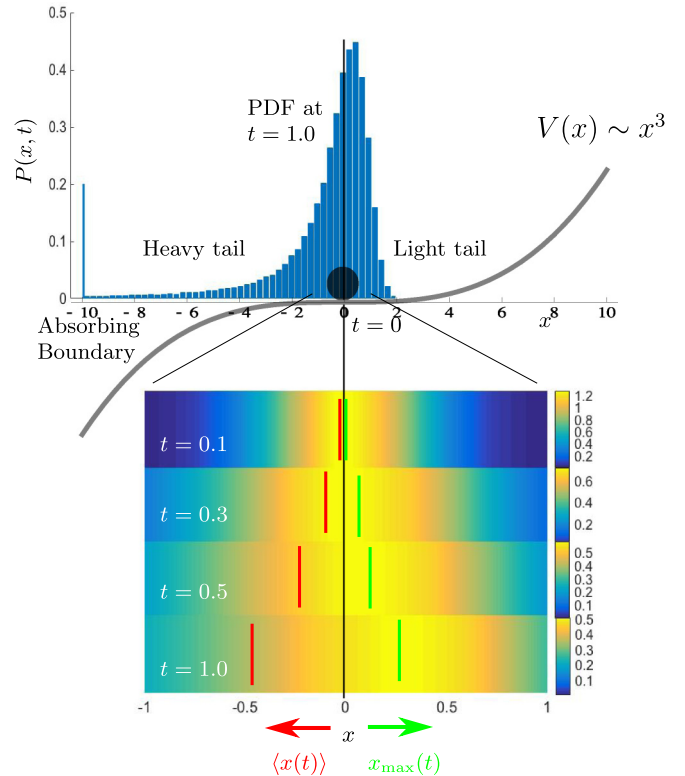 0.5
0.4
0.3
0.2
0.1
0
P(x, t)
PDF at
t = 1.0
V(x) ∼ x³
Heavy tail
Light tail
- 10 - 8 - 6 - 4 - 2 0 2 4 6 8 10
x
t = 0
Absorbing
Boundary
t = 0.1
1.2
1
0.8
0.6
0.4
0.2
t = 0.3
0.6
0.4
0.2
t = 0.5
0.5
0.4
0.3
0.2
0.1
t = 1.0
0.5
0.4
0.3
0.2
0.1
-1 -0.5 0 0.5 1
x
⟨x(t)⟩
x_max(t)